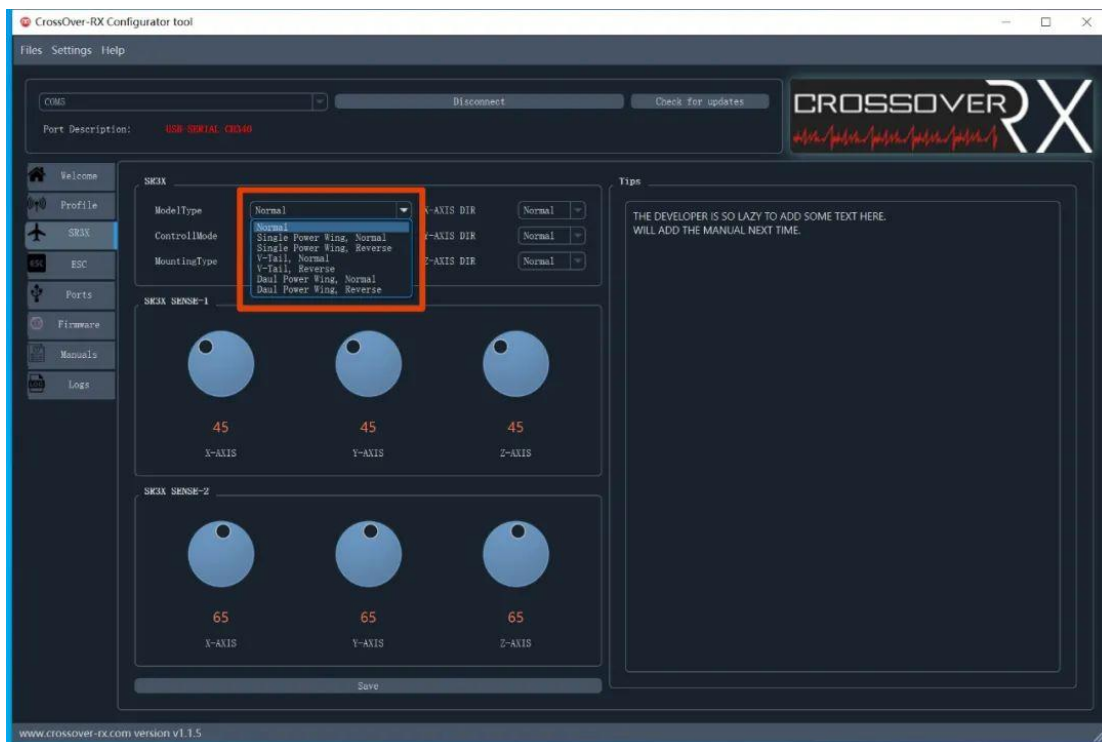 CrossOver-RX Configurator tool
Files Settings Help
COM3
Disconnect
Check for updates
CROSSOVER RX
Port Description: USB-SERIAL CH340
Welcome
Profile
SR3X
ESC
ESC
Ports
Firmware
Manuals
LOG
Logs
SR3X
ModelType Normal X-AXIS DIR Normal
ControllMode Y-AXIS DIR Normal
MountingType Z-AXIS DIR Normal
Normal
Single Power Wing, Normal
Single Power Wing, Reverse
V-Tail, Normal
V-Tail, Reverse
Daul Power Wing, Normal
Daul Power Wing, Reverse
SR3X SENSE-1
45 45 45
X-AXIS Y-AXIS Z-AXIS
SR3X SENSE-2
65 65 65
X-AXIS Y-AXIS Z-AXIS
Save
Tips
THE DEVELOPER IS SO LAZY TO ADD SOME TEXT HERE.
WILL ADD THE MANUAL NEXT TIME.
www.crossover-rx.com version v1.1.5